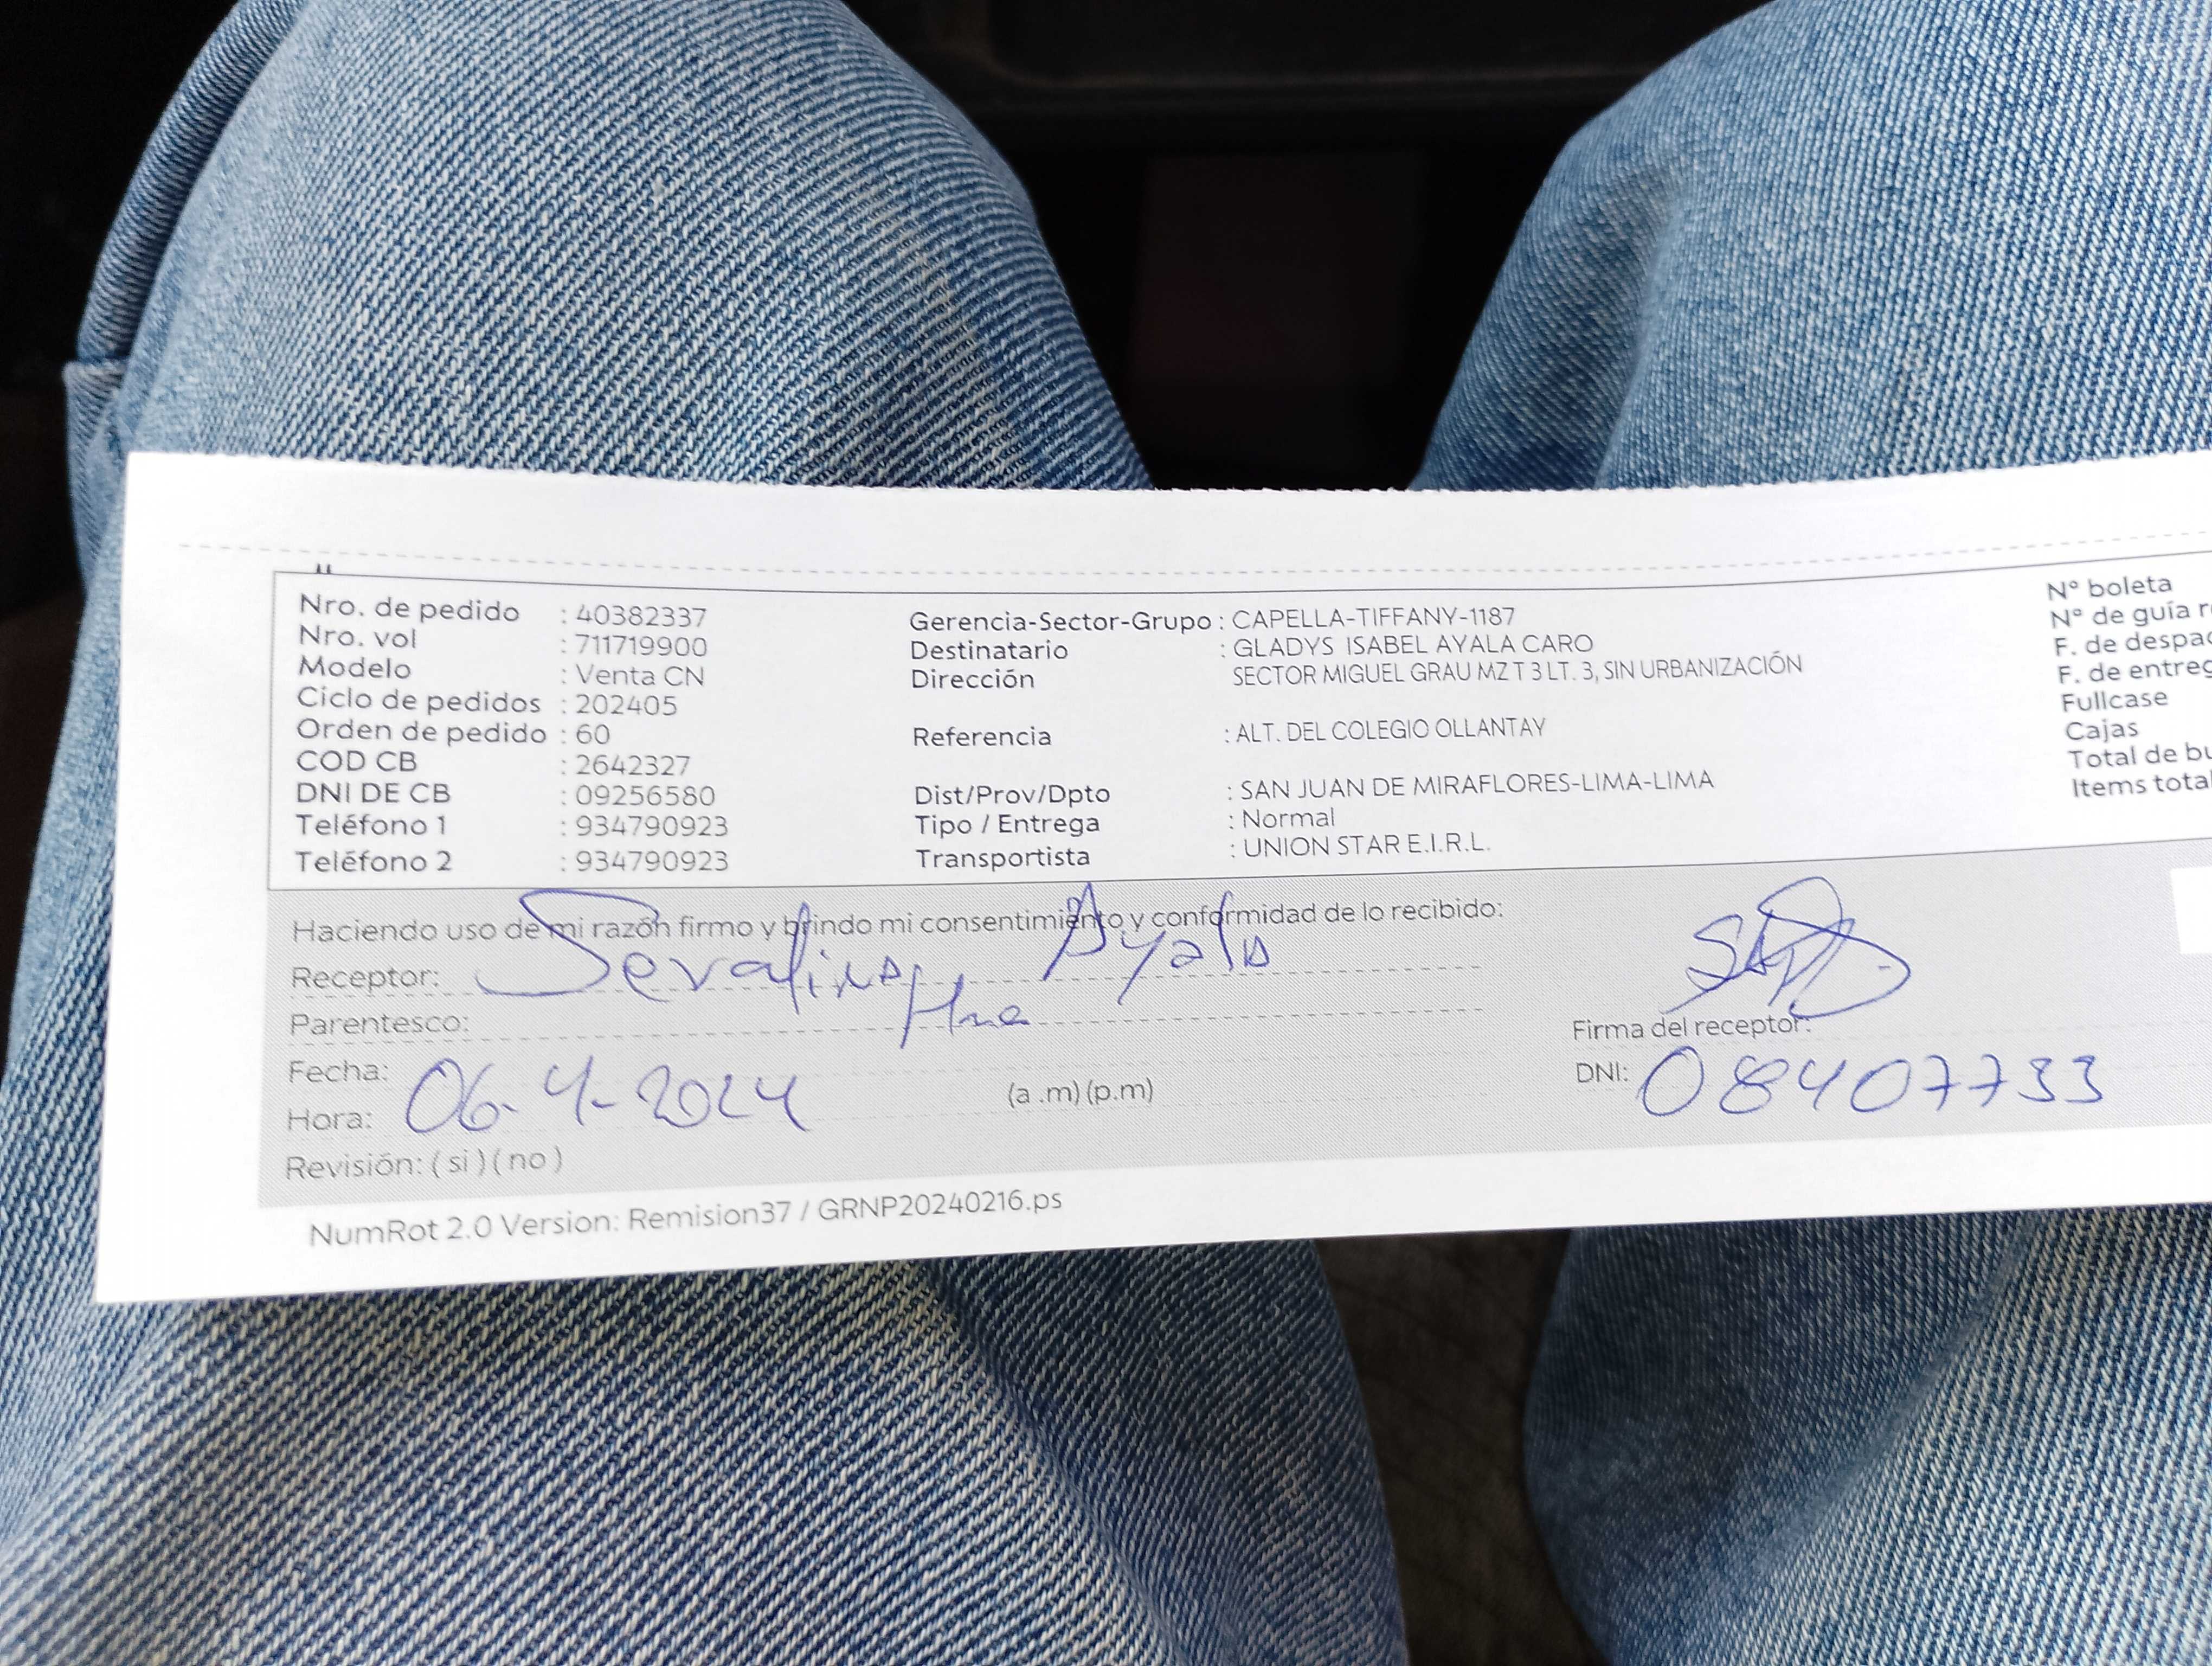 Nro. de pedido : 40382337
Nro. vol : 711719900
Modelo : Venta CN
Ciclo de pedidos : 202405
Orden de pedido : 60
COD CB : 2642327
DNI DE CB : 09256580
Teléfono 1 : 934790923
Teléfono 2 : 934790923
Gerencia-Sector-Grupo : CAPELLA-TIFFANY-1187
Destinatario : GLADYS ISABEL AYALA CARO
Dirección SECTOR MIGUEL GRAU MZ T 3 LT. 3, SIN URBANIZACIÓN
Referencia : ALT. DEL COLEGIO OLLANTAY
Dist/Prov/Dpto : SAN JUAN DE MIRAFLORES-LIMA-LIMA
Tipo / Entrega : Normal
Transportista : UNION STAR E.I.R.L.
N° boleta
N° de guía
F. de
F. de
Fullcase
Cajas
Total de
Items
Haciendo uso de mi razón firmo y brindo mi consentimiento y conformidad de lo recibido:
Receptor: Serafina Ayala
Parentesco: Hna
Fecha: 06-4-2024
Hora: (a .m) (p.m)
Revisión: ( si ) ( no )
Firma del receptor:
DNI: 08407733
NumRot 2.0 Version: Remision37 / GRNP20240216.ps